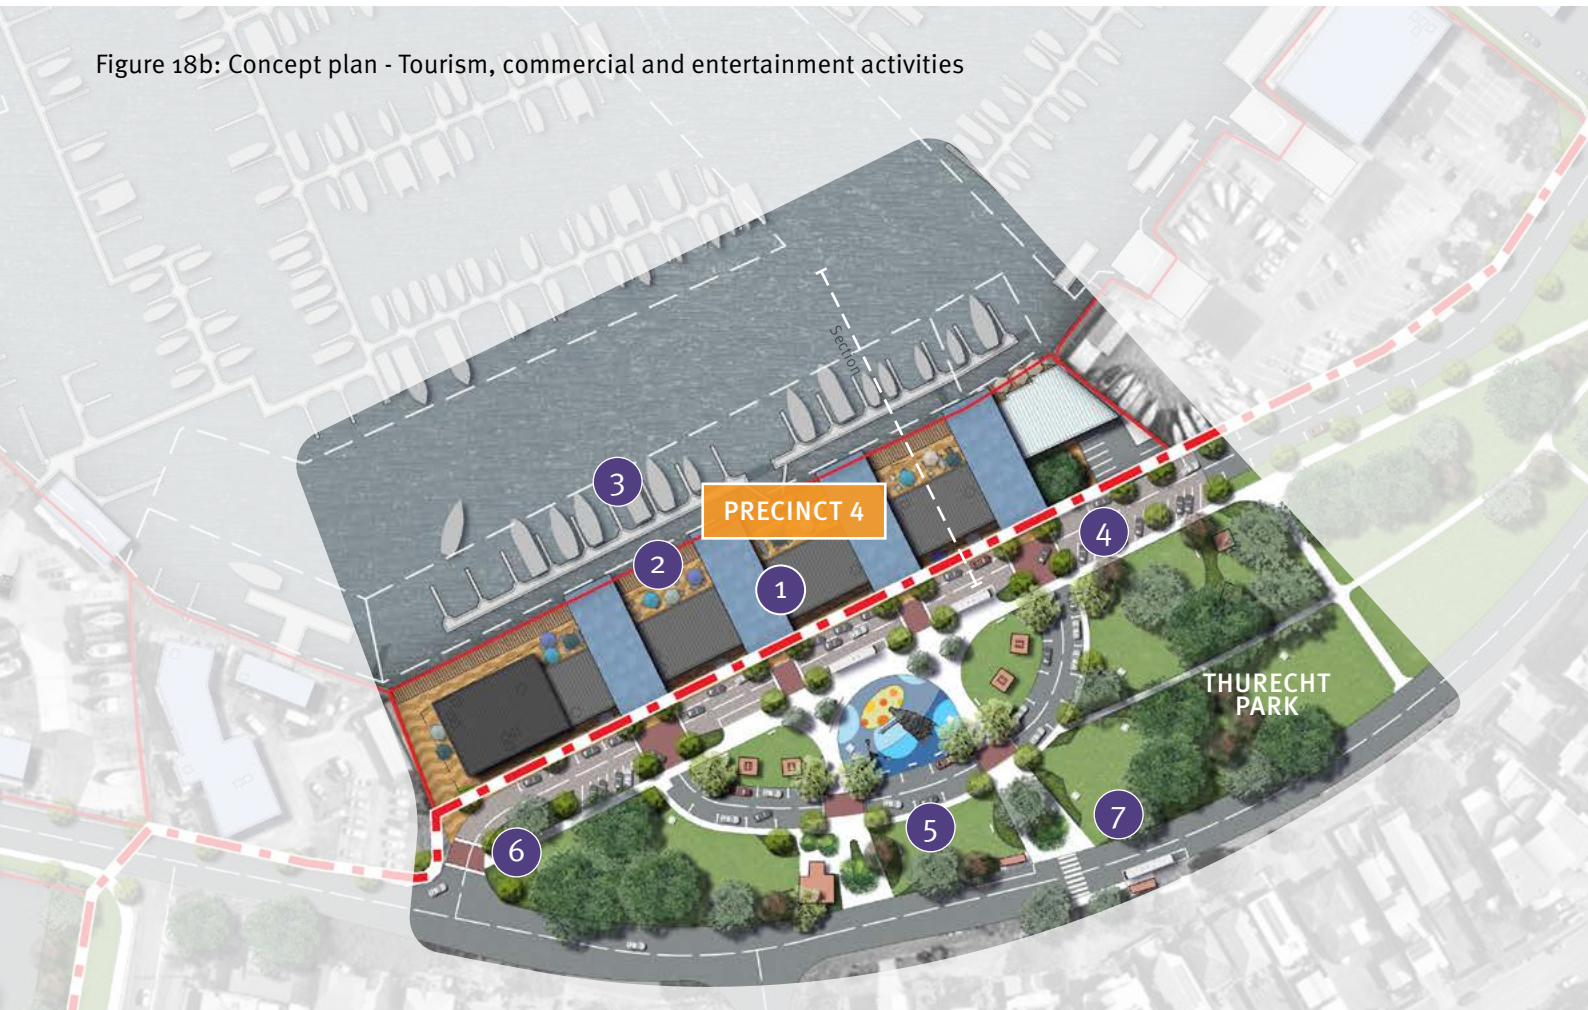 Figure 18b: Concept plan - Tourism, commercial and entertainment activities
Section
3
PRECINCT 4
4
2
1
THURECHT
PARK
5
7
6